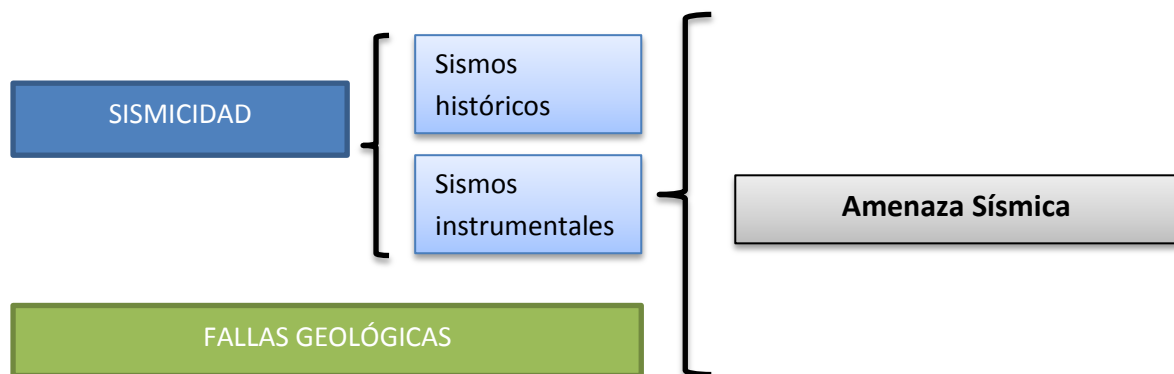 SISMICIDAD
Sismos
históricos
Sismos
instrumentales
Amenaza Sísmica
FALLAS GEOLÓGICAS